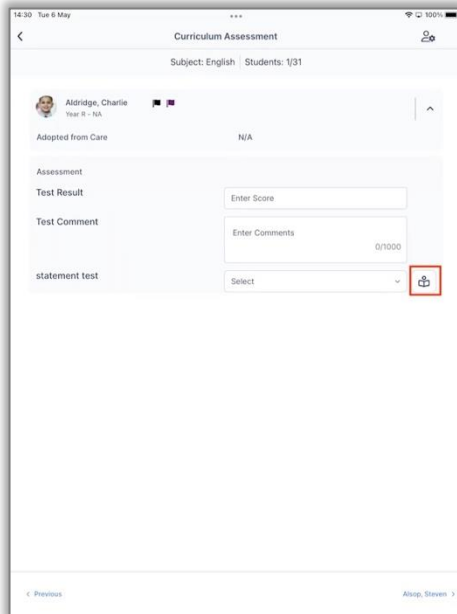 14:30 Tue 6 May
100%
Curriculum Assessment
Subject: English Students: 1/31
Aldridge, Charlie
Year R - NA
Adopted from Care N/A
Assessment
Test Result
Enter Score
Test Comment
Enter Comments
0/1000
statement test
Select
< Previous
Alsop, Steven >